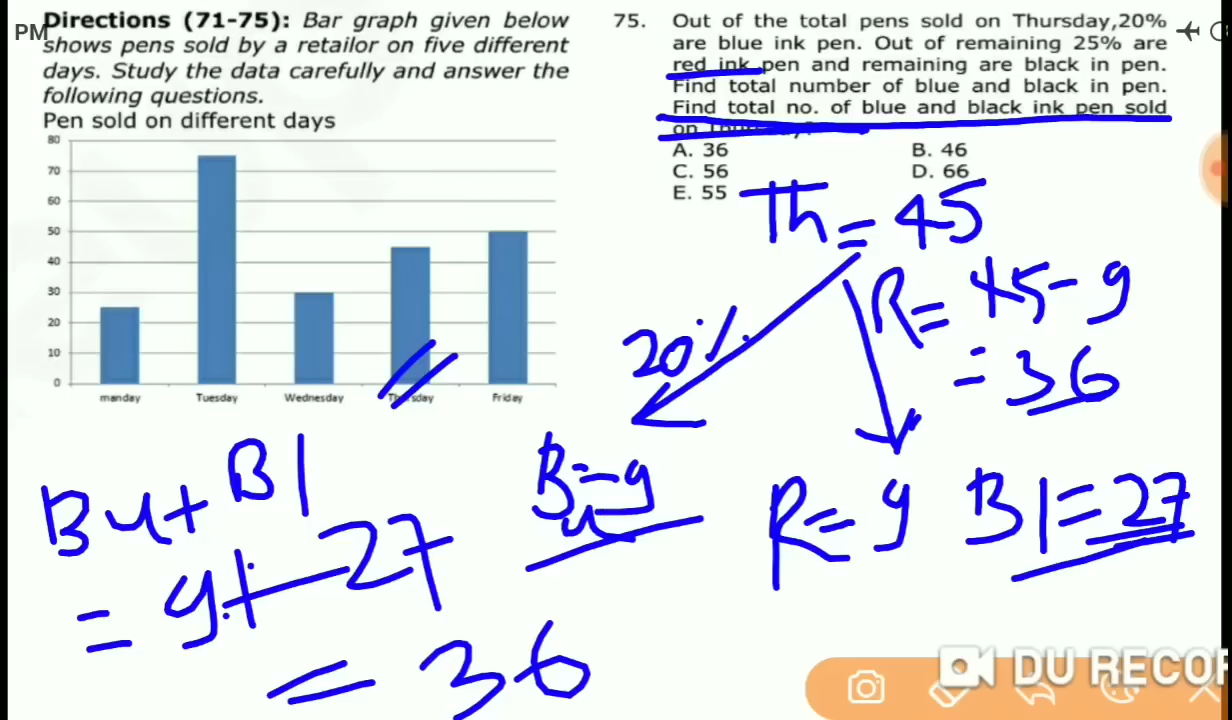 PM
Directions (71-75): Bar graph given below
shows pens sold by a retailor on five different
days. Study the data carefully and answer the
following questions.
Pen sold on different days
80
70
60
50
40
30
20
10
0
manday Tuesday Wednesday Thursday Friday
75. Out of the total pens sold on Thursday,20%
are blue ink pen. Out of remaining 25% are
red ink pen and remaining are black in pen.
Find total number of blue and black in pen.
Find total no. of blue and black ink pen sold
on Thursday?
A. 36 B. 46
C. 56 D. 66
E. 55
Th = 45
20%
R = 45-9
= 36
Bu = 9
R = 9
Bl = 27
Bu + Bl
= 9 + 27
= 36
DU RECOR